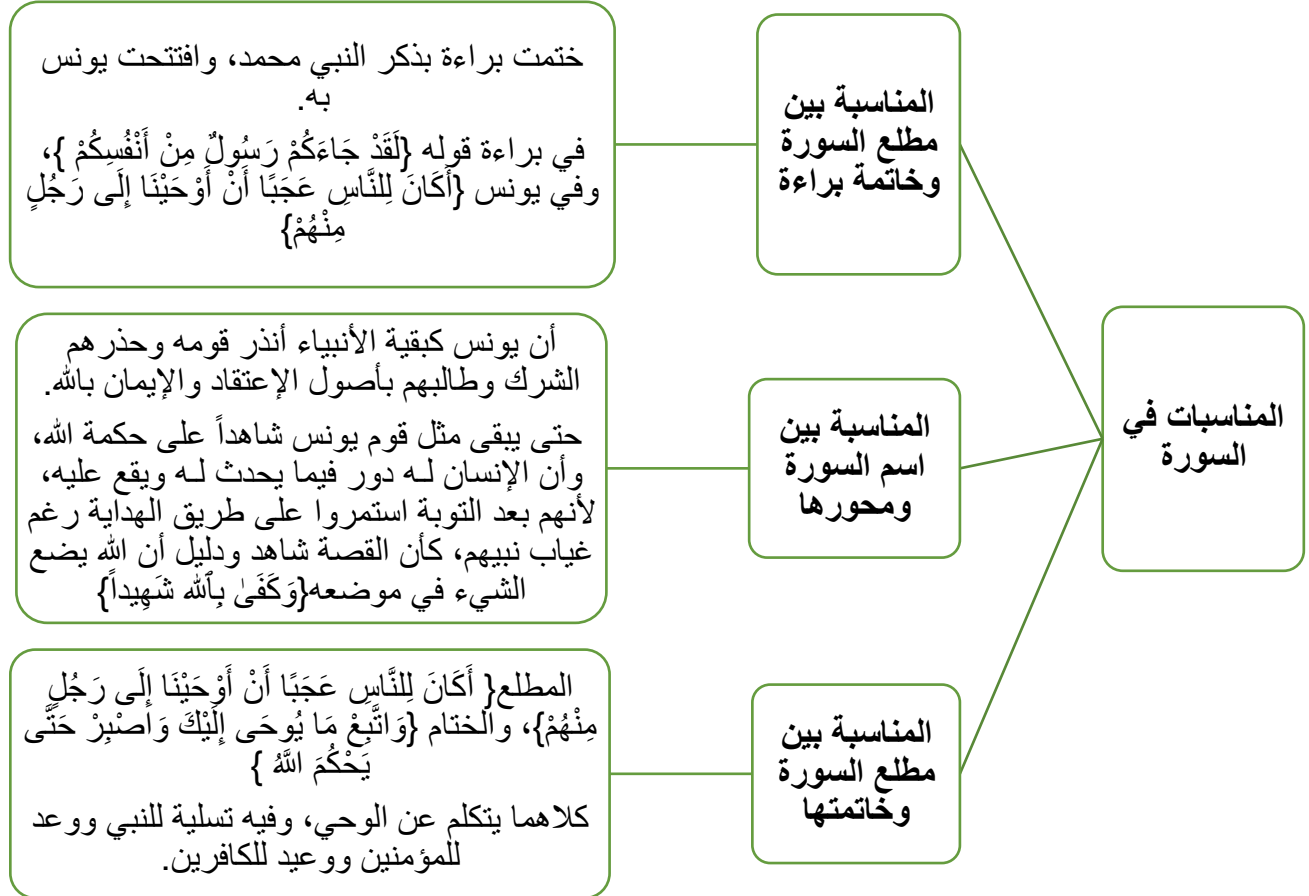 المناسبات في
السورة
المناسبة بين
مطلع السورة
وخاتمة براءة
ختمت براءة بذكر النبي محمد، وافتتحت يونس
به.
في براءة قوله {لَقَدْ جَاءَكُمْ رَسُولٌ مِنْ أَنْفُسِكُمْ }،
وفي يونس {أَكَانَ لِلنَّاسِ عَجَبًا أَنْ أَوْحَيْنَا إِلَى رَجُلٍ
مِنْهُمْ}
المناسبة بين
اسم السورة
ومحورها
أن يونس كبقية الأنبياء أنذر قومه وحذرهم
الشرك وطالبهم بأصول الإعتقاد والإيمان بالله.
حتى يبقى مثل قوم يونس شاهداً على حكمة الله،
وأن الإنسان لـه دور فيما يحدث لـه ويقع عليه،
لأنهم بعد التوبة استمروا على طريق الهداية رغم
غياب نبيهم، كأن القصة شاهد ودليل أن الله يضع
الشيء في موضعه{وَكَفَىٰ بِٱلله شَهِيداً}
المناسبة بين
مطلع السورة
وخاتمتها
المطلع{ أَكَانَ لِلنَّاسِ عَجَبًا أَنْ أَوْحَيْنَا إِلَى رَجُلٍ
مِنْهُمْ}، والختام {وَاتَّبِعْ مَا يُوحَى إِلَيْكَ وَاصْبِرْ حَتَّى
يَحْكُمَ اللَّهُ }
كلاهما يتكلم عن الوحي، وفيه تسلية للنبي ووعد
للمؤمنين ووعيد للكافرين.